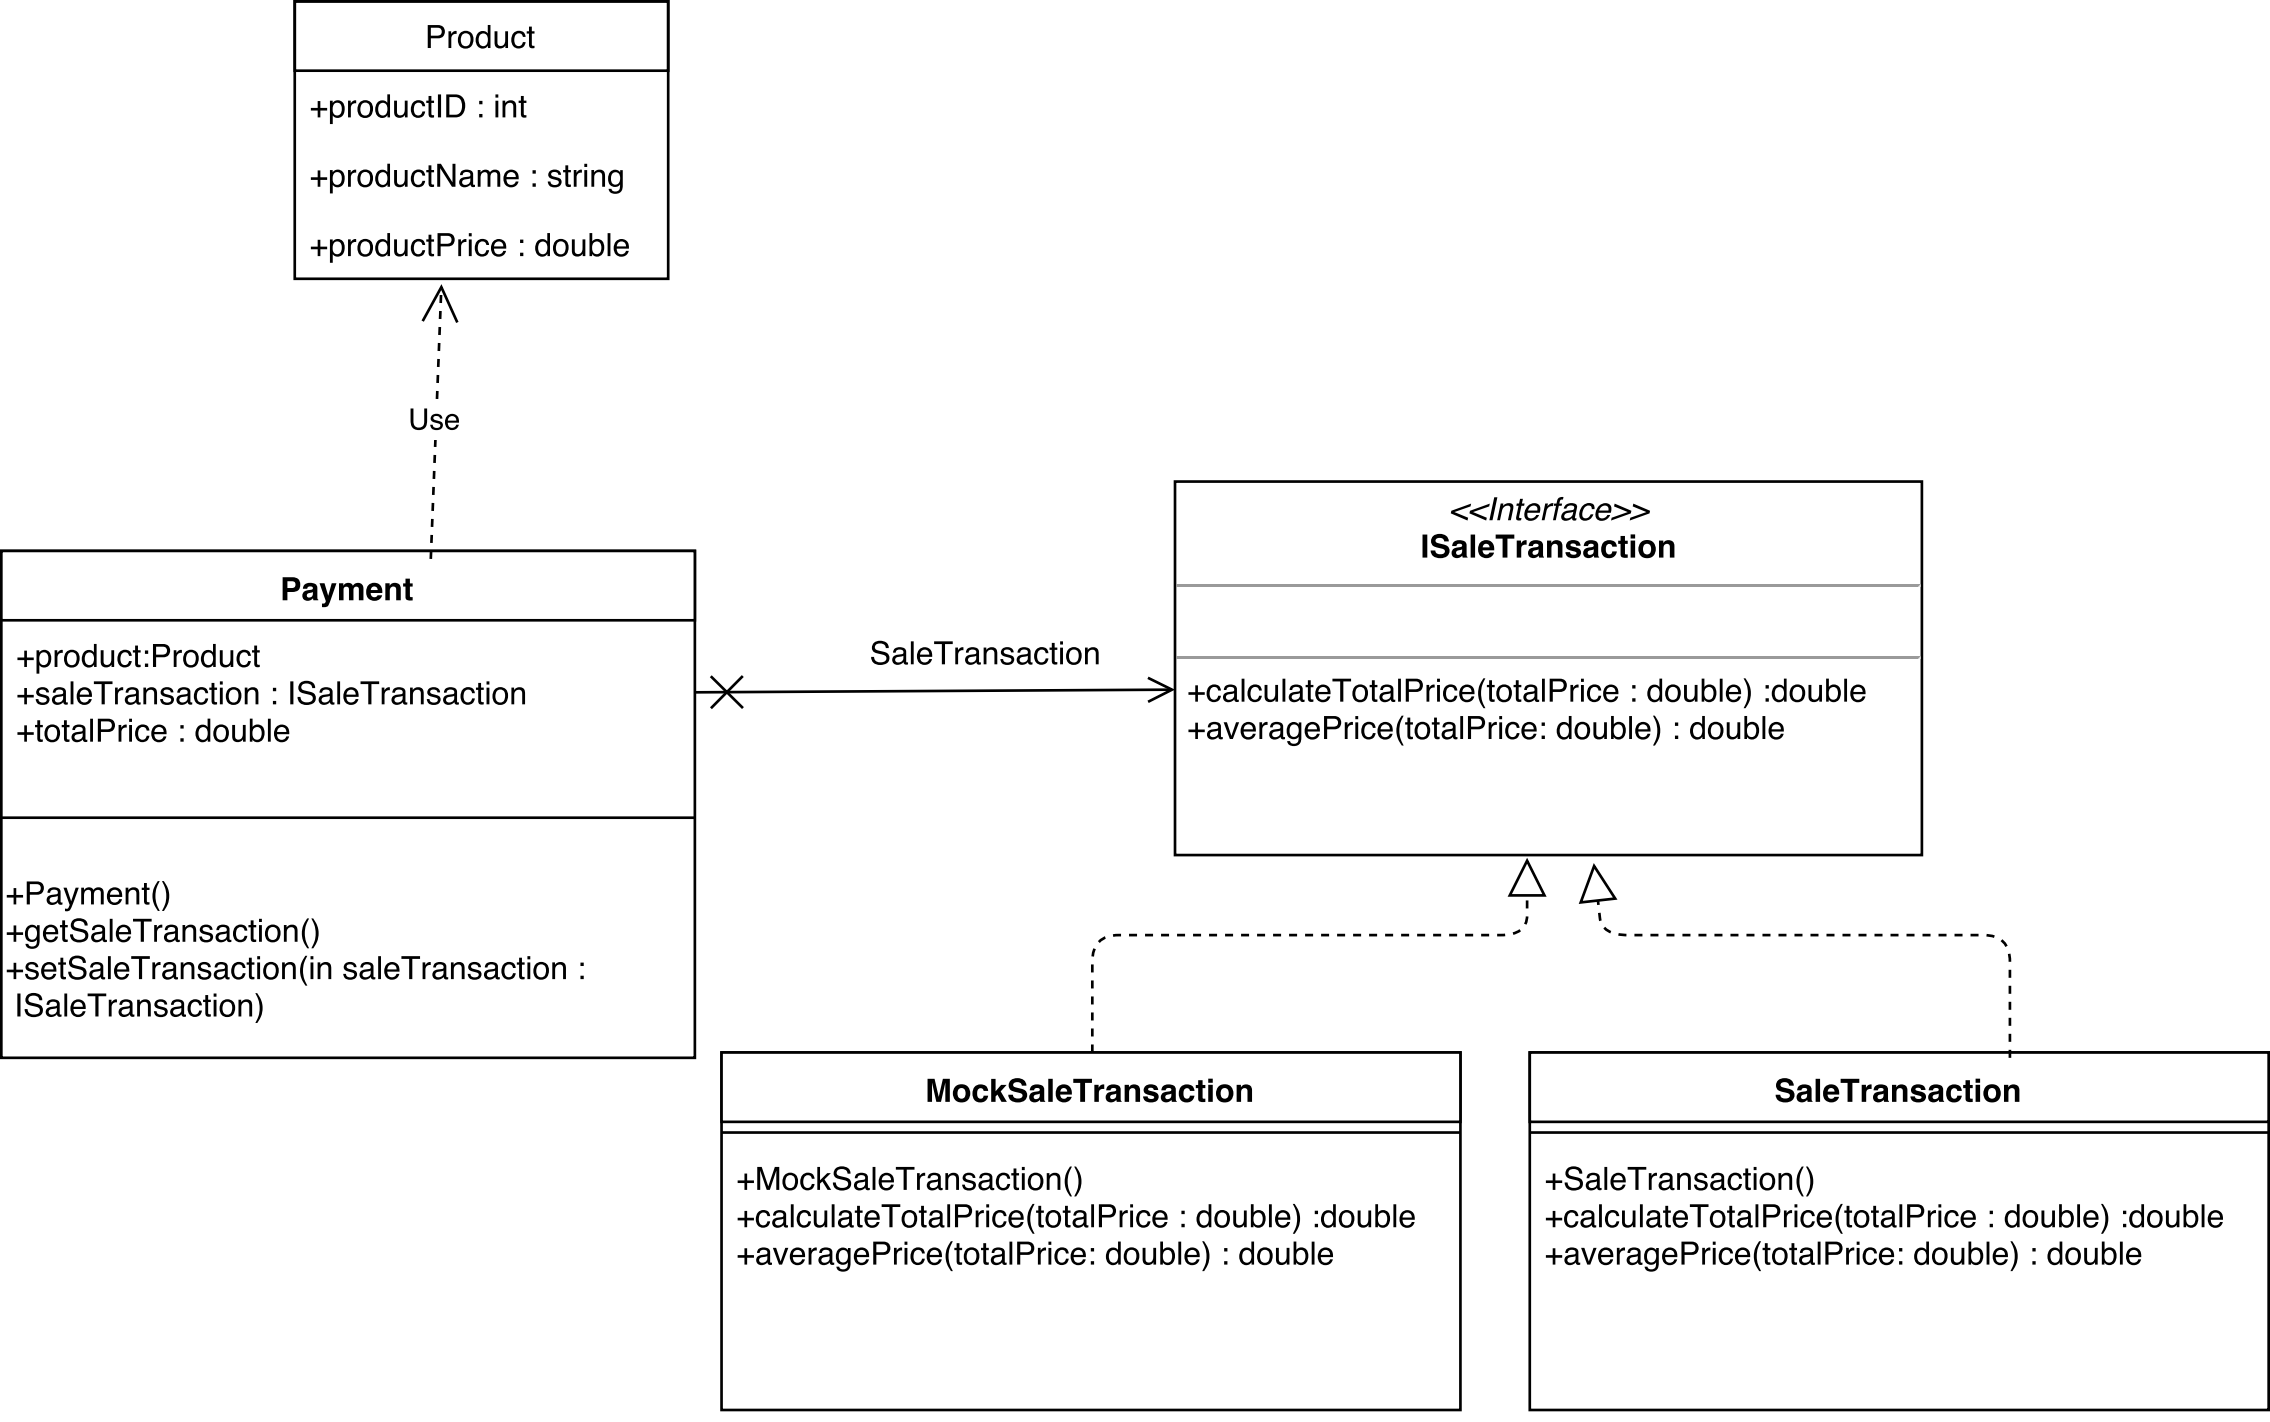 Product
+productID : int
+productName : string
+productPrice : double
Use
Payment
+product:Product
+saleTransaction : ISaleTransaction
+totalPrice : double
+Payment()
+getSaleTransaction()
+setSaleTransaction(in saleTransaction :
ISaleTransaction)
SaleTransaction
<<Interface>>
ISaleTransaction
+calculateTotalPrice(totalPrice : double) :double
+averagePrice(totalPrice: double) : double
MockSaleTransaction
+MockSaleTransaction()
+calculateTotalPrice(totalPrice : double) :double
+averagePrice(totalPrice: double) : double
SaleTransaction
+SaleTransaction()
+calculateTotalPrice(totalPrice : double) :double
+averagePrice(totalPrice: double) : double